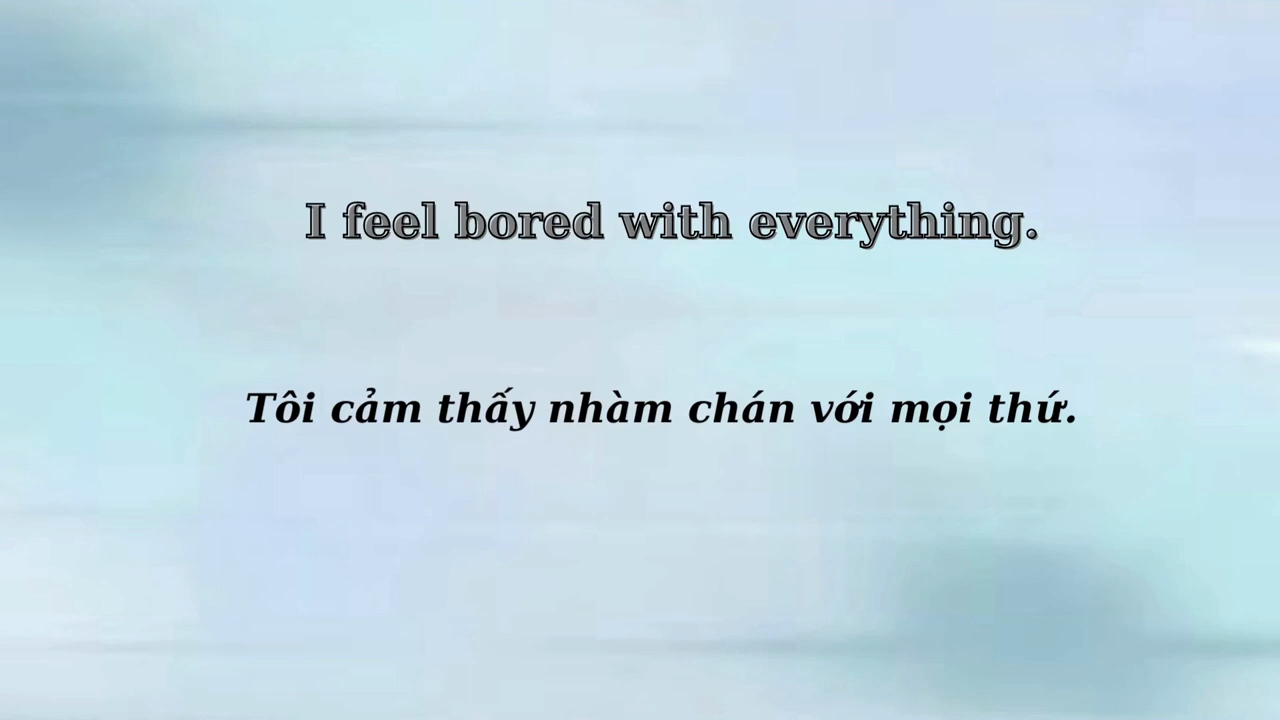 I feel bored with everything.
Tôi cảm thấy nhàm chán với mọi thứ.